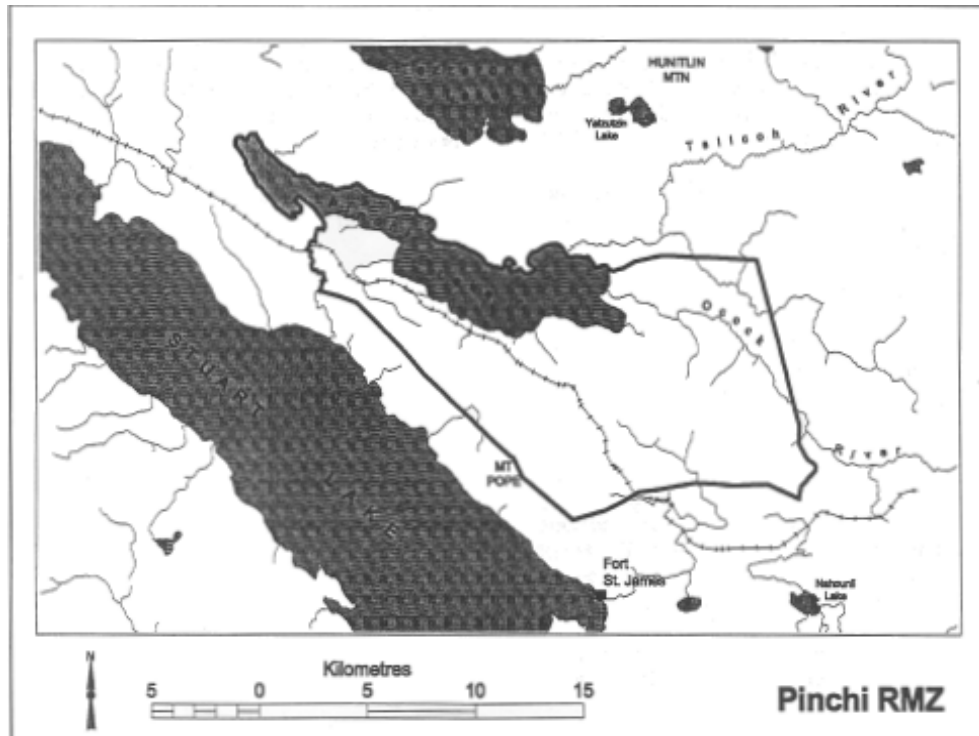 HUNITLIN
MTN
Yatzutzin
Lake
Tallcoh River
Ocock
River
STUART LAKE
MT
POPE
Fort
St. James
Nahounli
Lake
N
Kilometres
5 0 5 10 15
Pinchi RMZ